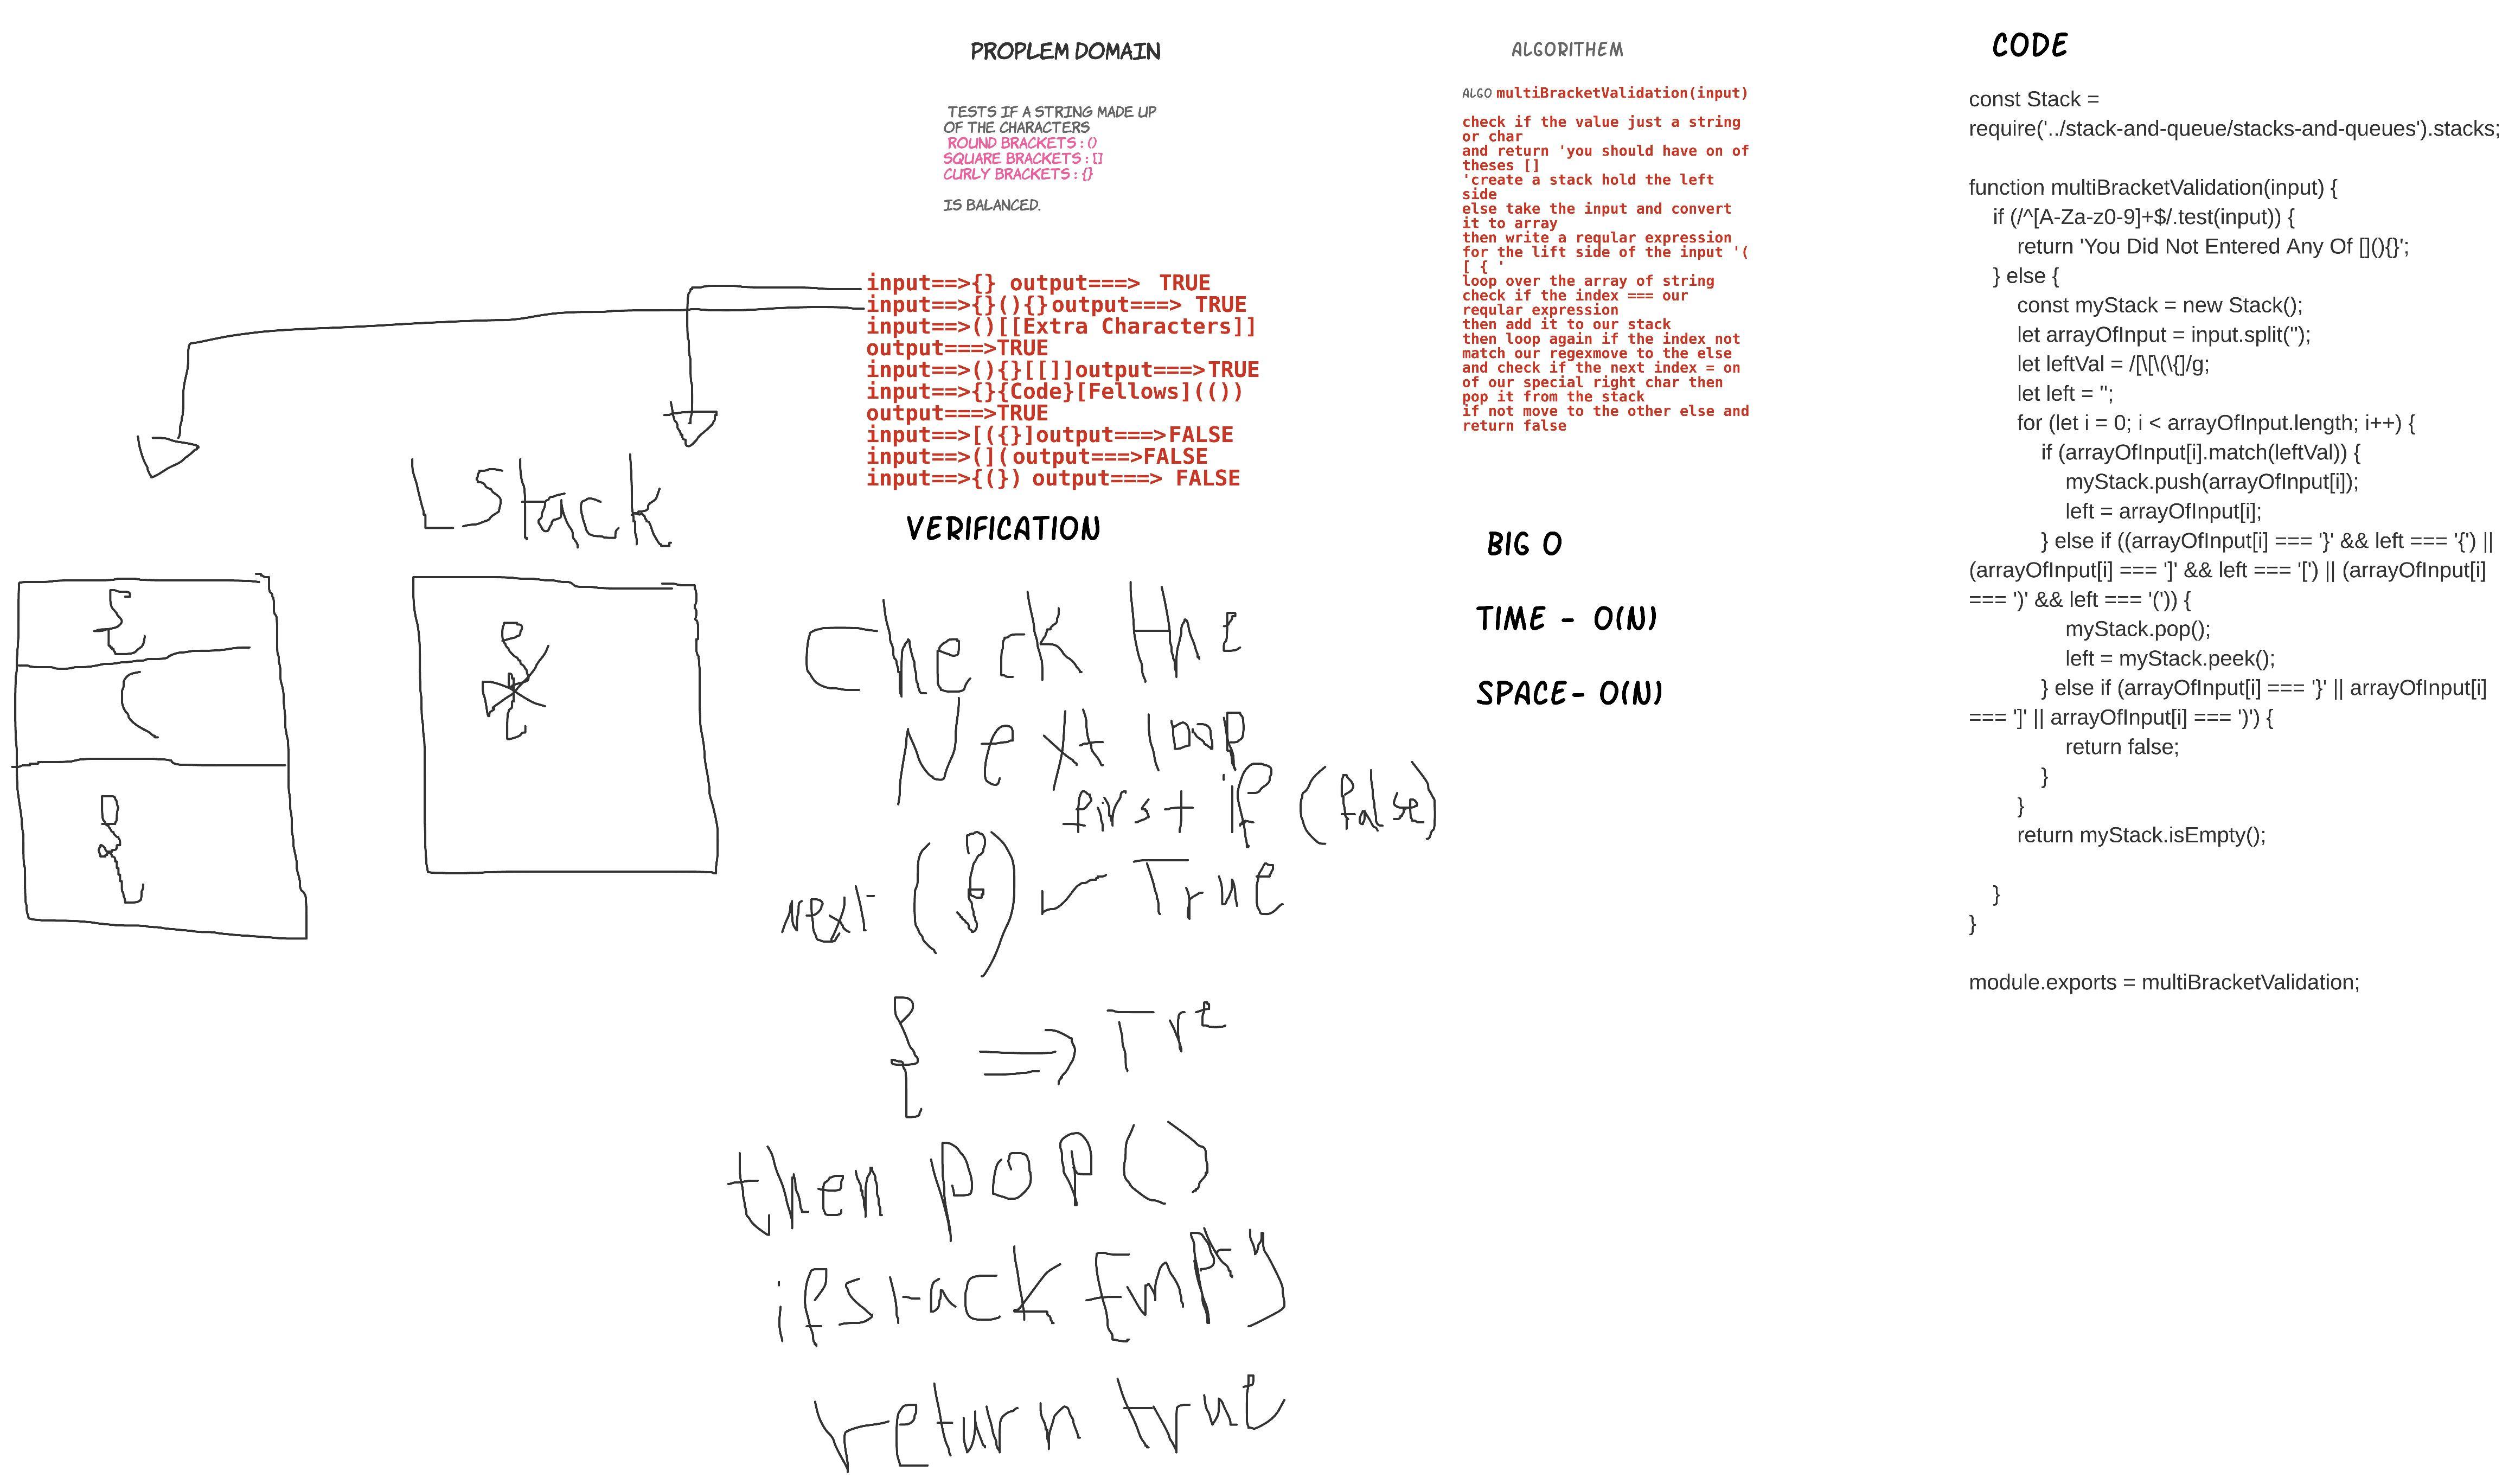 PROPLEM DOMAIN
TESTS IF A STRING MADE UP
OF THE CHARACTERS
ROUND BRACKETS : ()
SQUARE BRACKETS : []
CURLY BRACKETS : {}
IS BALANCED.
input==>{} output===> TRUE
input==>{}(){} output===> TRUE
input==>()[[Extra Characters]]
output===>TRUE
input==>(){}[[]]output===>TRUE
input==>{}{Code}[Fellows](())
output===>TRUE
input==>[({}]output===>FALSE
input==>(](output===>FALSE
input==>{(}) output===> FALSE
Stack
{
(
{
{
VERIFICATION
Check the
Next loop
first if (false)
next ( } ) True
{ => Tre
then pop()
if stack Empty
return true
ALGORITHEM
ALGO multiBracketValidation(input)
check if the value just a string
or char
and return 'you should have on of
theses []
'create a stack hold the left
side
else take the input and convert
it to array
then write a reqular expression
for the lift side of the input '(
[ { '
loop over the array of string
check if the index === our
reqular expression
then add it to our stack
then loop again if the index not
match our regexmove to the else
and check if the next index = on
of our special right char then
pop it from the stack
if not move to the other else and
return false
BIG O
TIME - O(N)
SPACE- O(N)
CODE
const Stack =
require('../stack-and-queue/stacks-and-queues').stacks;
function multiBracketValidation(input) {
if (/^[A-Za-z0-9]+$/.test(input)) {
return 'You Did Not Entered Any Of [](){}';
} else {
const myStack = new Stack();
let arrayOfInput = input.split('');
let leftVal = /[\[\(\{]/g;
let left = '';
for (let i = 0; i < arrayOfInput.length; i++) {
if (arrayOfInput[i].match(leftVal)) {
myStack.push(arrayOfInput[i]);
left = arrayOfInput[i];
} else if ((arrayOfInput[i] === '}' && left === '{') ||
(arrayOfInput[i] === ']' && left === '[') || (arrayOfInput[i]
=== ')' && left === '(')) {
myStack.pop();
left = myStack.peek();
} else if (arrayOfInput[i] === '}' || arrayOfInput[i]
=== ']' || arrayOfInput[i] === ')') {
return false;
}
}
return myStack.isEmpty();
}
}
module.exports = multiBracketValidation;